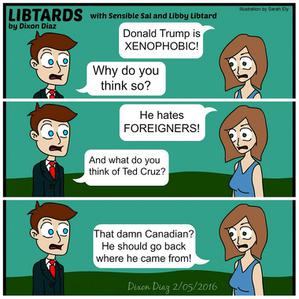 LIBTARDS
with Sensible Sal and Libby Libtard
by Dixon Diaz
Illustration by Sarah Ely
Donald Trump is
XENOPHOBIC!
Why do you
think so?
He hates
FOREIGNERS!
And what do you
think of Ted Cruz?
That damn Canadian?
He should go back
where he came from!
Dixon Diaz 2/05/2016